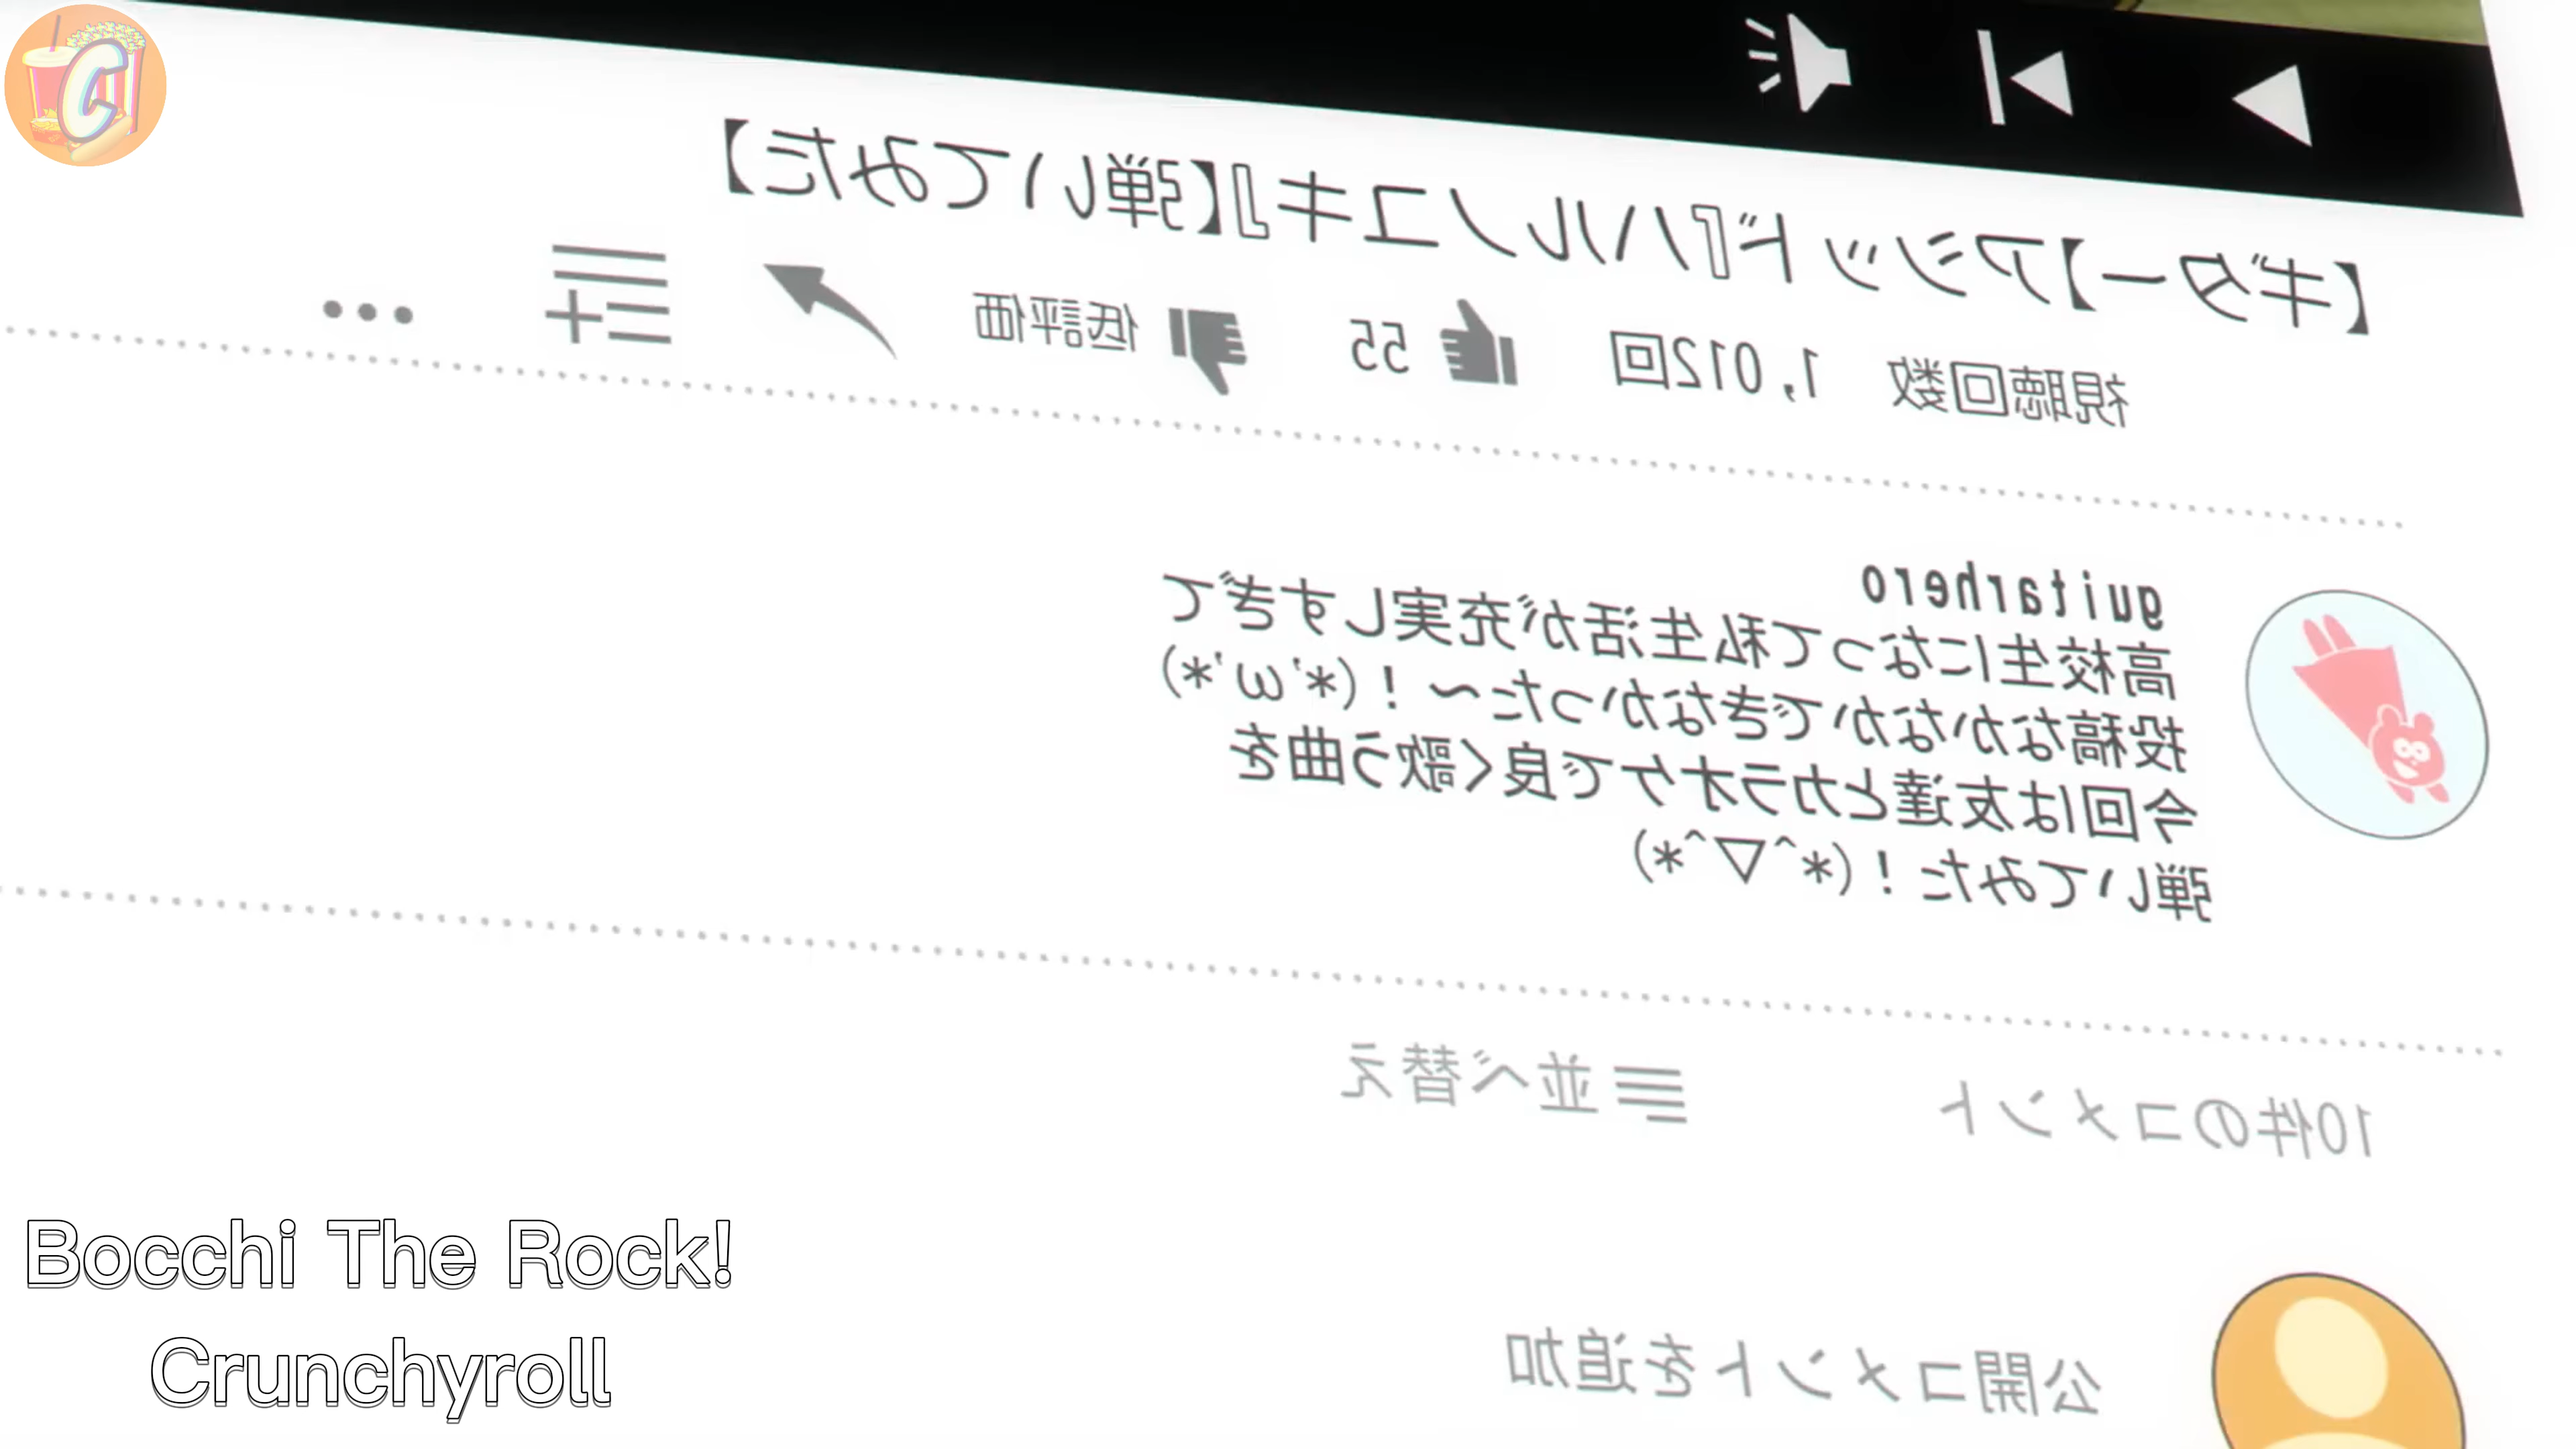 C
【ギター】アジッド『ハルノユキ』【弾いてみた】
視聴回数 1,012回 55 低評価
guitarhero
高校生になって私生活が充実しすぎて
投稿なかなかできなかった～！(*'ω'*)
今回は友達とカラオケで良く歌う曲を
弾いてみた！(*^▽^*)
10件のコメント 並べ替え
公開コメントを追加
Bocchi The Rock!
Crunchyroll